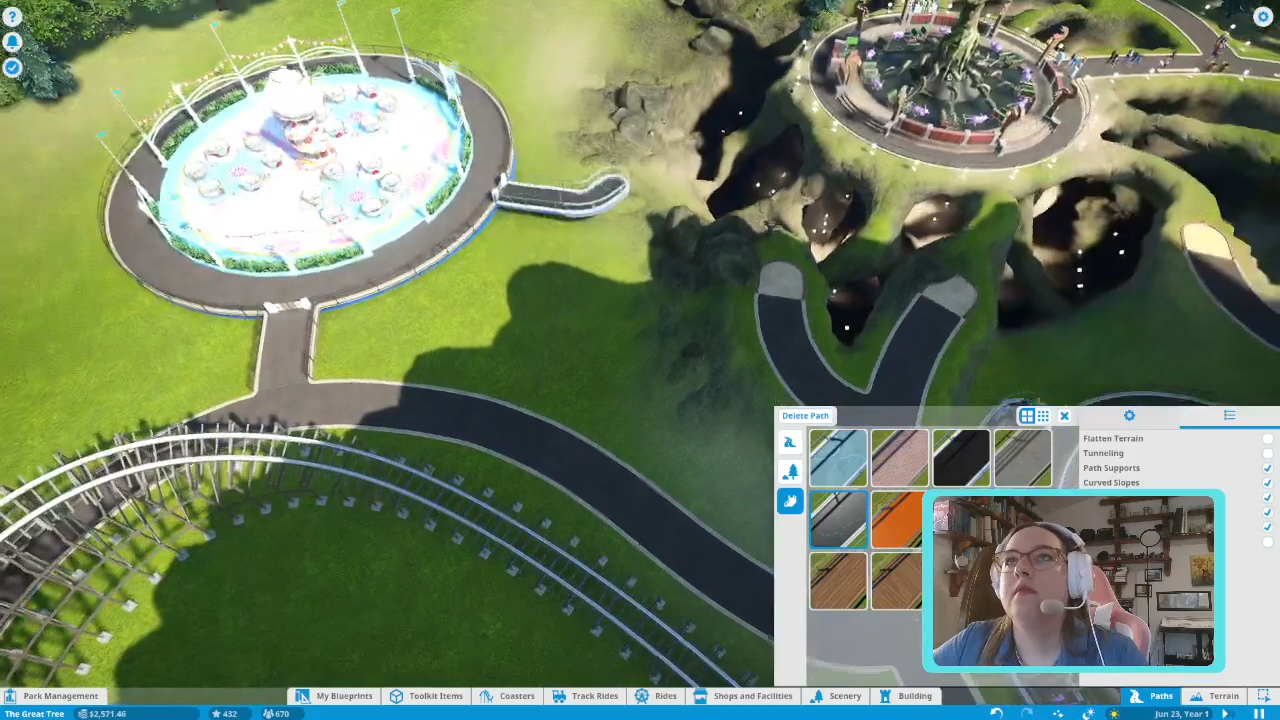 Delete Path
Flatten Terrain
Tunneling
Path Supports
Curved Slopes
Park Management
My Blueprints
Toolkit Items
Coasters
Track Rides
Rides
Shops and Facilities
Scenery
Building
Paths
Terrain
The Great Tree
$2,571.46
432
670
Jun 23, Year 1